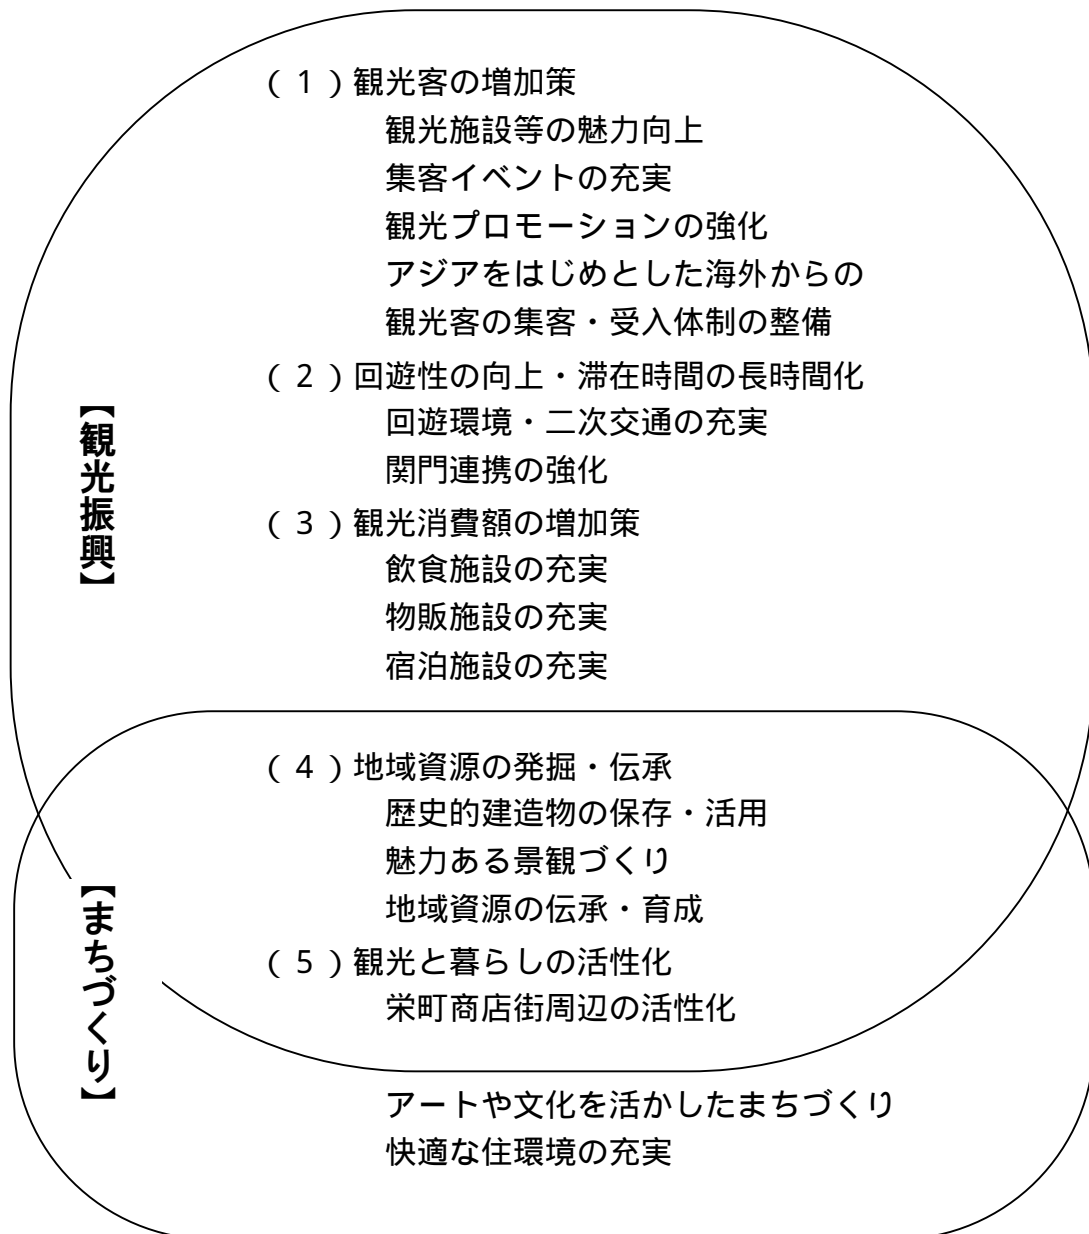 （１）観光客の増加策
観光施設等の魅力向上
集客イベントの充実
観光プロモーションの強化
アジアをはじめとした海外からの
観光客の集客・受入体制の整備
（２）回遊性の向上・滞在時間の長時間化
回遊環境・二次交通の充実
関門連携の強化
【観光振興】
（３）観光消費額の増加策
飲食施設の充実
物販施設の充実
宿泊施設の充実
（４）地域資源の発掘・伝承
歴史的建造物の保存・活用
魅力ある景観づくり
地域資源の伝承・育成
【まちづくり】
（５）観光と暮らしの活性化
栄町商店街周辺の活性化
アートや文化を活かしたまちづくり
快適な住環境の充実